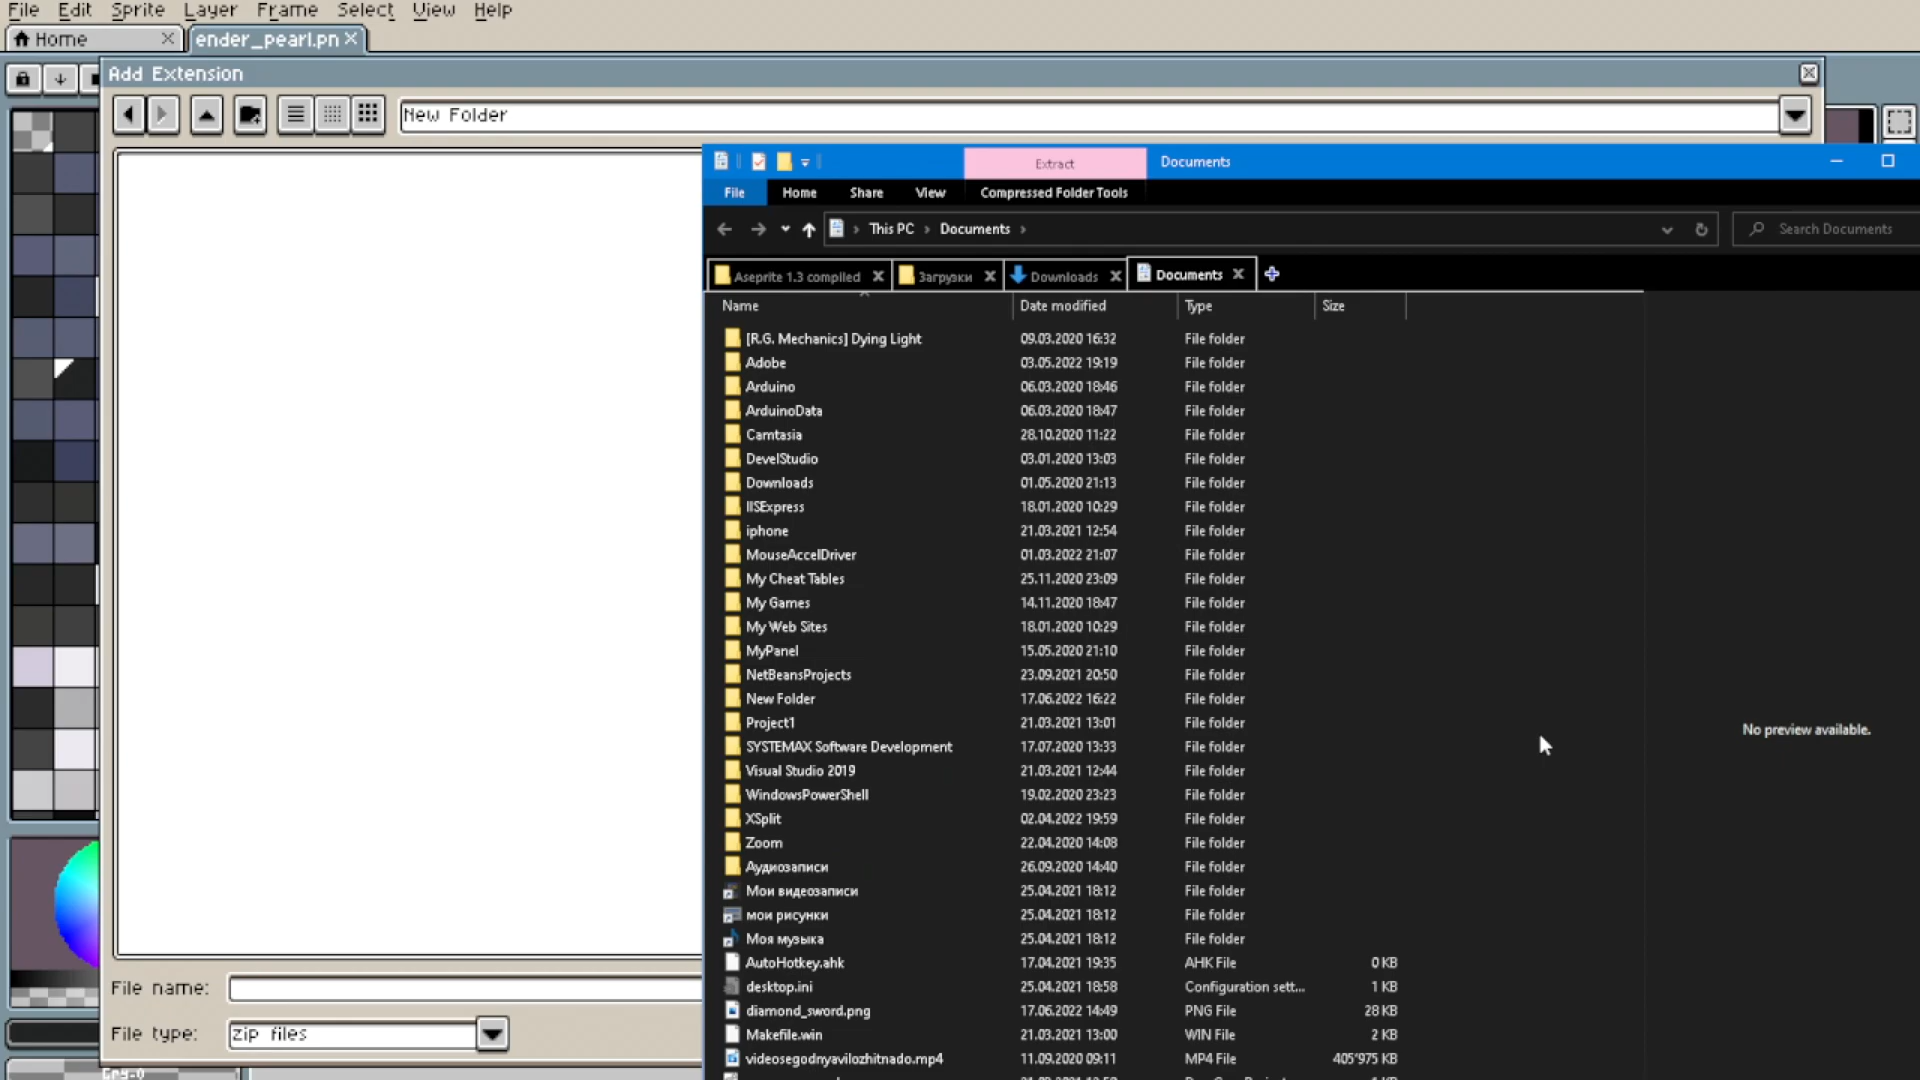 File Edit Sprite Layer Frame Select View Help
Home ender_pearl.pn
Add Extension
New Folder
Extract Documents
File Home Share View Compressed Folder Tools
This PC Documents Search Documents
Aseprite 1.3 compiled Загрузки Downloads Documents
Name Date modified Type Size
[R.G. Mechanics] Dying Light 09.03.2020 16:32 File folder
Adobe 03.05.2022 19:19 File folder
Arduino 06.03.2020 18:46 File folder
ArduinoData 06.03.2020 18:47 File folder
Camtasia 28.10.2020 11:22 File folder
DevelStudio 03.01.2020 13:03 File folder
Downloads 01.05.2022 21:13 File folder
IISExpress 18.01.2020 10:29 File folder
iphone 21.03.2021 12:54 File folder
MouseAccelDriver 01.03.2022 21:07 File folder
My Cheat Tables 25.11.2020 23:09 File folder
My Games 14.11.2020 18:47 File folder
My Web Sites 18.01.2020 10:29 File folder
MyPanel 15.05.2020 21:10 File folder
NetBeansProjects 23.09.2021 20:50 File folder
New Folder 17.06.2022 16:22 File folder
Project1 21.03.2021 13:01 File folder
No preview available.
SYSTEMAX Software Development 17.07.2020 13:33 File folder
Visual Studio 2019 21.03.2021 12:44 File folder
WindowsPowerShell 19.02.2020 23:23 File folder
XSplit 02.04.2022 19:59 File folder
Zoom 22.04.2020 14:08 File folder
Аудиозаписи 26.09.2020 14:40 File folder
Мои видеозаписи 25.04.2021 18:12 File folder
мои рисунки 25.04.2021 18:12 File folder
Моя музыка 25.04.2021 18:12 File folder
AutoHotkey.ahk 17.04.2021 19:35 AHK File 0 KB
desktop.ini 25.04.2021 18:58 Configuration sett... 1 KB
diamond_sword.png 17.06.2022 14:49 PNG File 28 KB
Makefile.win 21.03.2021 13:00 WIN File 2 KB
videosegodnyavilozhitnado.mp4 11.09.2020 09:11 MP4 File 405'975 KB
File name:
File type: zip files